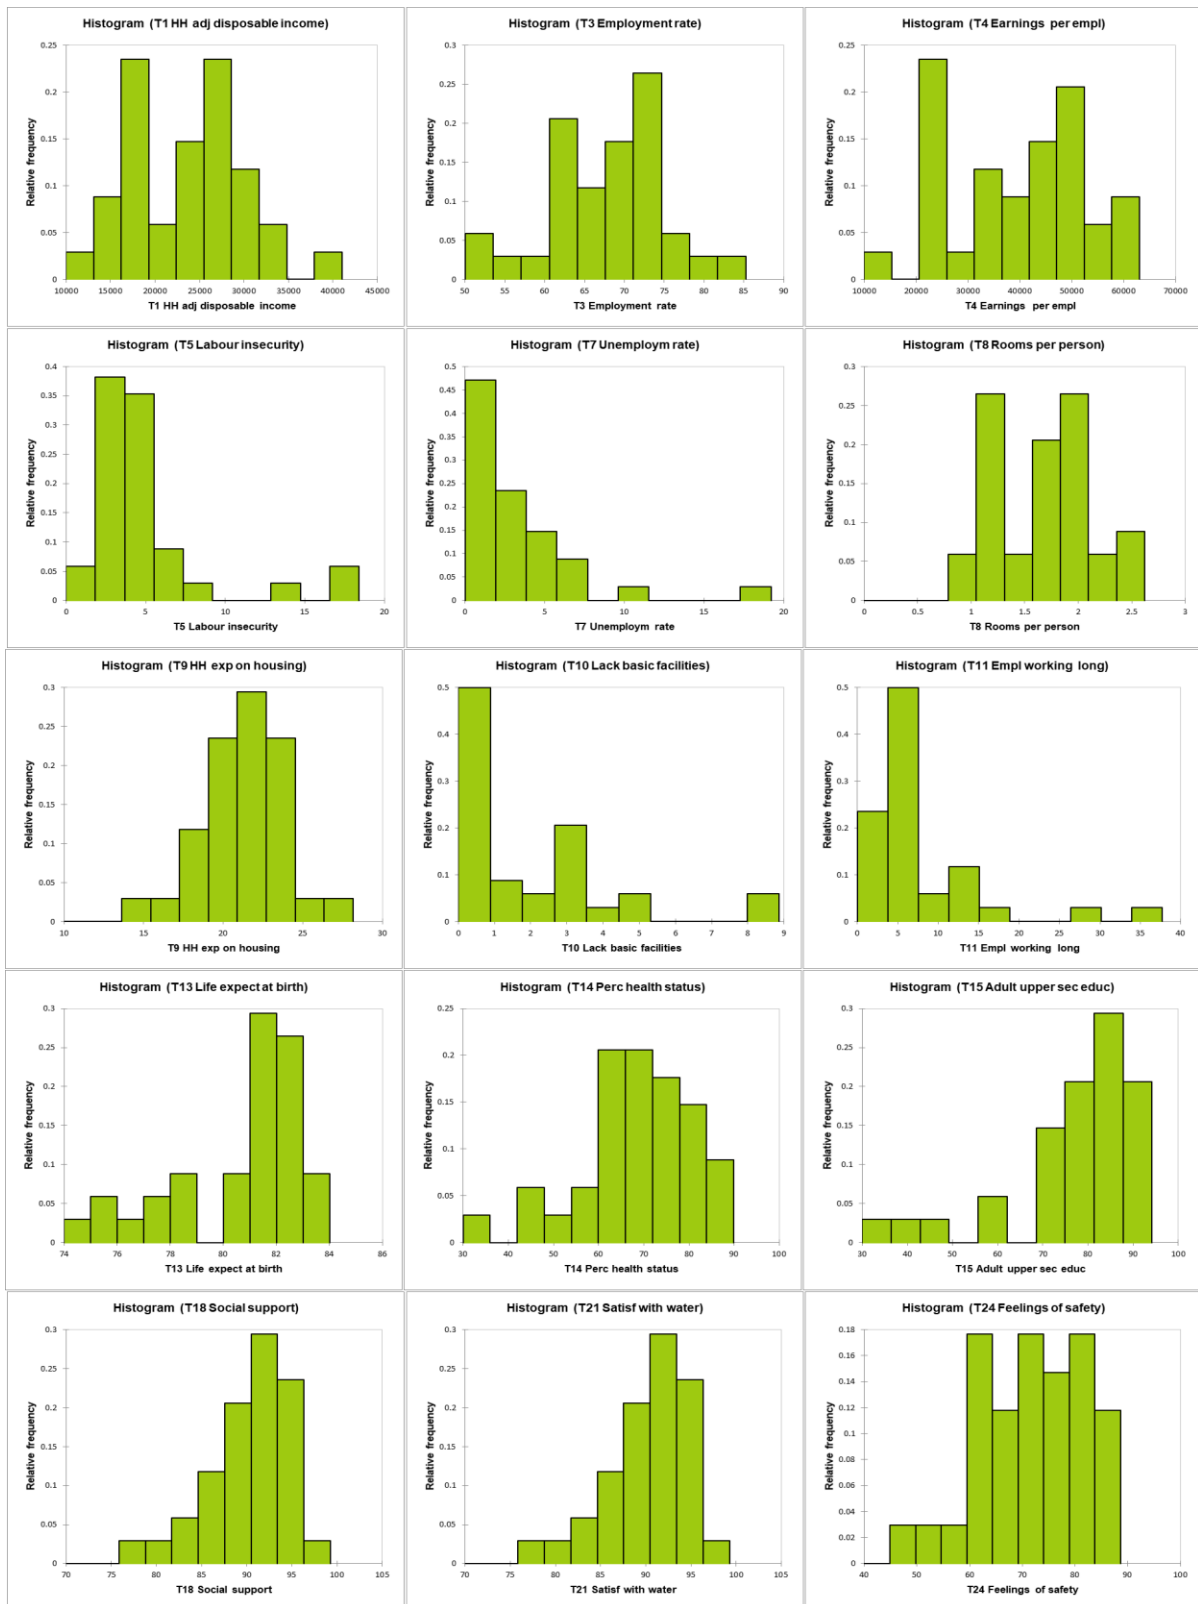 Histogram (T1 HH adj disposable income)
Relative frequency
0.25
0.2
0.15
0.1
0.05
0
10000 15000 20000 25000 30000 35000 40000 45000
T1 HH adj disposable income
Histogram (T3 Employment rate)
Relative frequency
0.3
0.25
0.2
0.15
0.1
0.05
0
50 55 60 65 70 75 80 85 90
T3 Employment rate
Histogram (T4 Earnings per empl)
Relative frequency
0.25
0.2
0.15
0.1
0.05
0
10000 20000 30000 40000 50000 60000 70000
T4 Earnings per empl
Histogram (T5 Labour insecurity)
Relative frequency
0.4
0.35
0.3
0.25
0.2
0.15
0.1
0.05
0
0 5 10 15 20
T5 Labour insecurity
Histogram (T7 Unemploym rate)
Relative frequency
0.5
0.45
0.4
0.35
0.3
0.25
0.2
0.15
0.1
0.05
0
0 5 10 15 20
T7 Unemploym rate
Histogram (T8 Rooms per person)
Relative frequency
0.3
0.25
0.2
0.15
0.1
0.05
0
0 0.5 1 1.5 2 2.5 3
T8 Rooms per person
Histogram (T9 HH exp on housing)
Relative frequency
0.3
0.25
0.2
0.15
0.1
0.05
0
10 15 20 25 30
T9 HH exp on housing
Histogram (T10 Lack basic facilities)
Relative frequency
0.5
0.4
0.3
0.2
0.1
0
0 1 2 3 4 5 6 7 8 9
T10 Lack basic facilities
Histogram (T11 Empl working long)
Relative frequency
0.5
0.4
0.3
0.2
0.1
0
0 5 10 15 20 25 30 35 40
T11 Empl working long
Histogram (T13 Life expect at birth)
Relative frequency
0.3
0.25
0.2
0.15
0.1
0.05
0
74 76 78 80 82 84 86
T13 Life expect at birth
Histogram (T14 Perc health status)
Relative frequency
0.25
0.2
0.15
0.1
0.05
0
30 40 50 60 70 80 90 100
T14 Perc health status
Histogram (T15 Adult upper sec educ)
Relative frequency
0.3
0.25
0.2
0.15
0.1
0.05
0
30 40 50 60 70 80 90 100
T15 Adult upper sec educ
Histogram (T18 Social support)
Relative frequency
0.3
0.25
0.2
0.15
0.1
0.05
0
70 75 80 85 90 95 100 105
T18 Social support
Histogram (T21 Satisf with water)
Relative frequency
0.3
0.25
0.2
0.15
0.1
0.05
0
70 75 80 85 90 95 100 105
T21 Satisf with water
Histogram (T24 Feelings of safety)
Relative frequency
0.18
0.16
0.14
0.12
0.1
0.08
0.06
0.04
0.02
0
40 50 60 70 80 90 100
T24 Feelings of safety